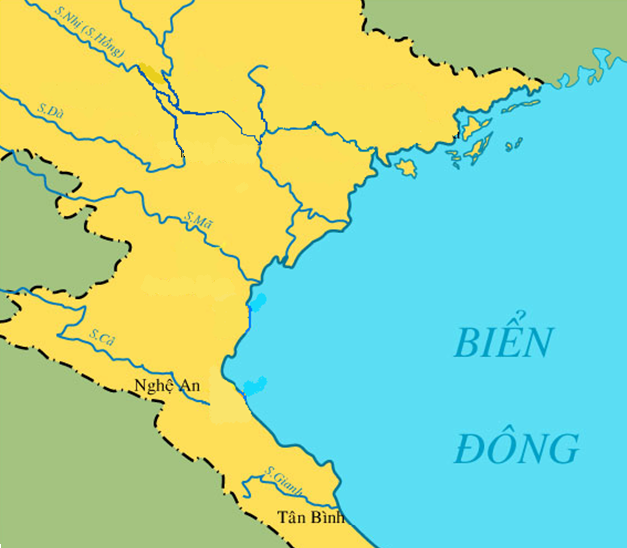 S.Nhị (S.Hồng)
S.Đà
S.Mã
S.Cả
Nghệ An
S.Gianh
Tân Bình
BIỂN
ĐÔNG